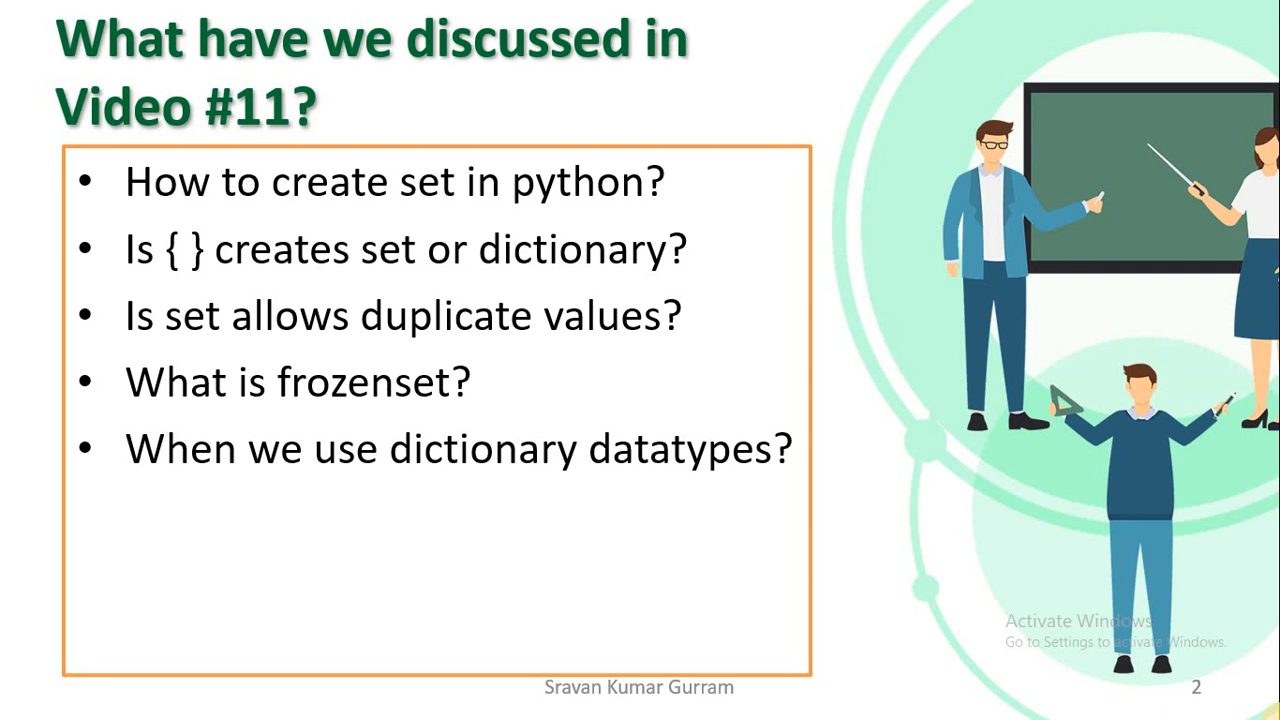 What have we discussed in
Video #11?
• How to create set in python?
• Is { } creates set or dictionary?
• Is set allows duplicate values?
• What is frozenset?
• When we use dictionary datatypes?
Activate Windows
Go to Settings to activate Windows.
Sravan Kumar Gurram
2